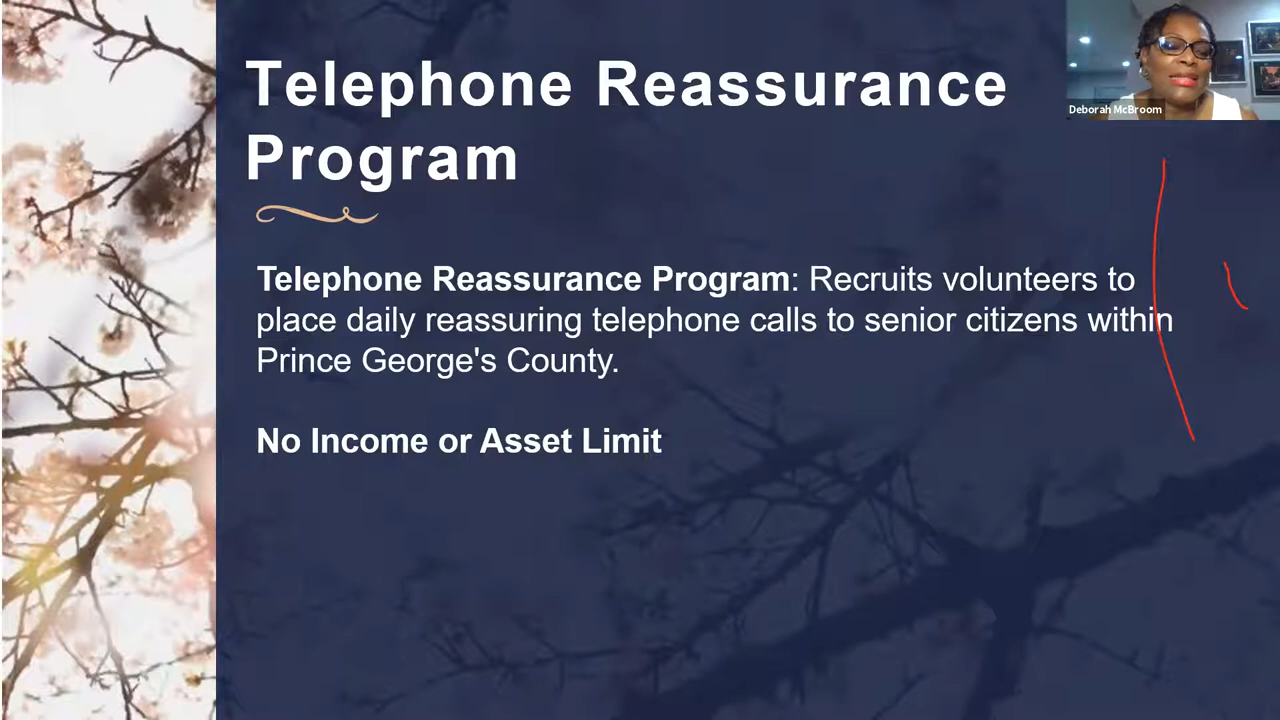 Telephone Reassurance
Program
Deborah McBroom
Telephone Reassurance Program: Recruits volunteers to
place daily reassuring telephone calls to senior citizens within
Prince George's County.
No Income or Asset Limit